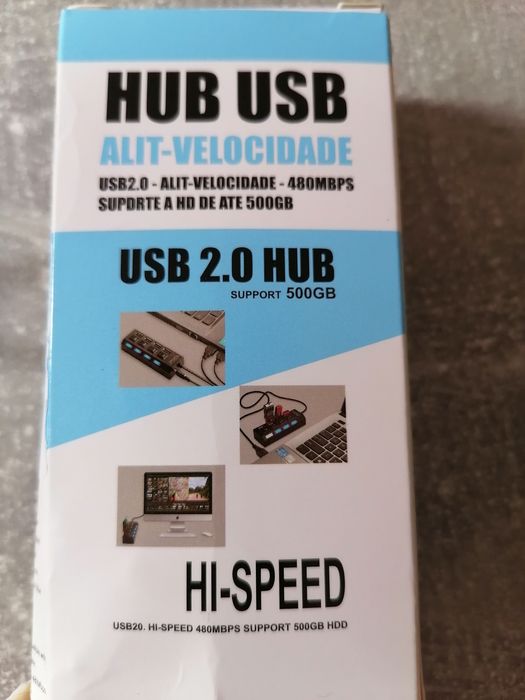 HUB USB
ALIT-VELOCIDADE
USB2.0 - ALIT-VELOCIDADE - 480MBPS
SUPDRTE A HD DE ATE 500GB
USB 2.0 HUB
SUPPORT 500GB
HI-SPEED
USB20. HI-SPEED 480MBPS SUPPORT 500GB HDD